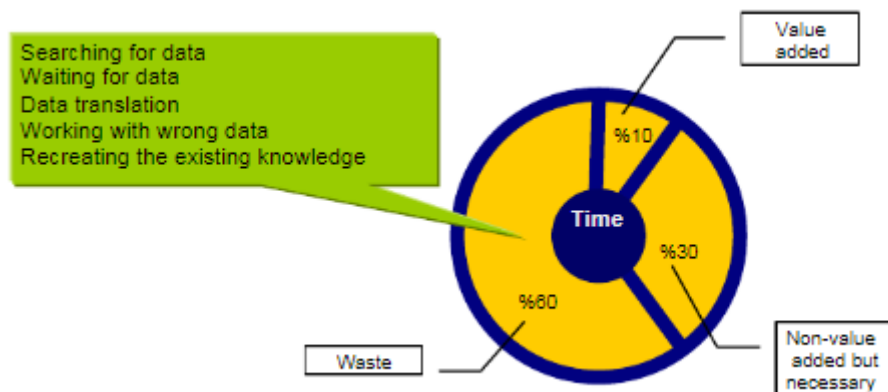 Searching for data
Waiting for data
Data translation
Working with wrong data
Recreating the existing knowledge
Value
added
%10
Time
%30
%60
Waste
Non-value
added but
necessary